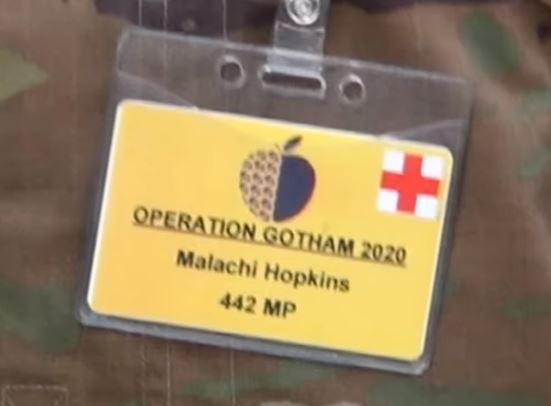 OPERATION GOTHAM 2020
Malachi Hopkins
442 MP